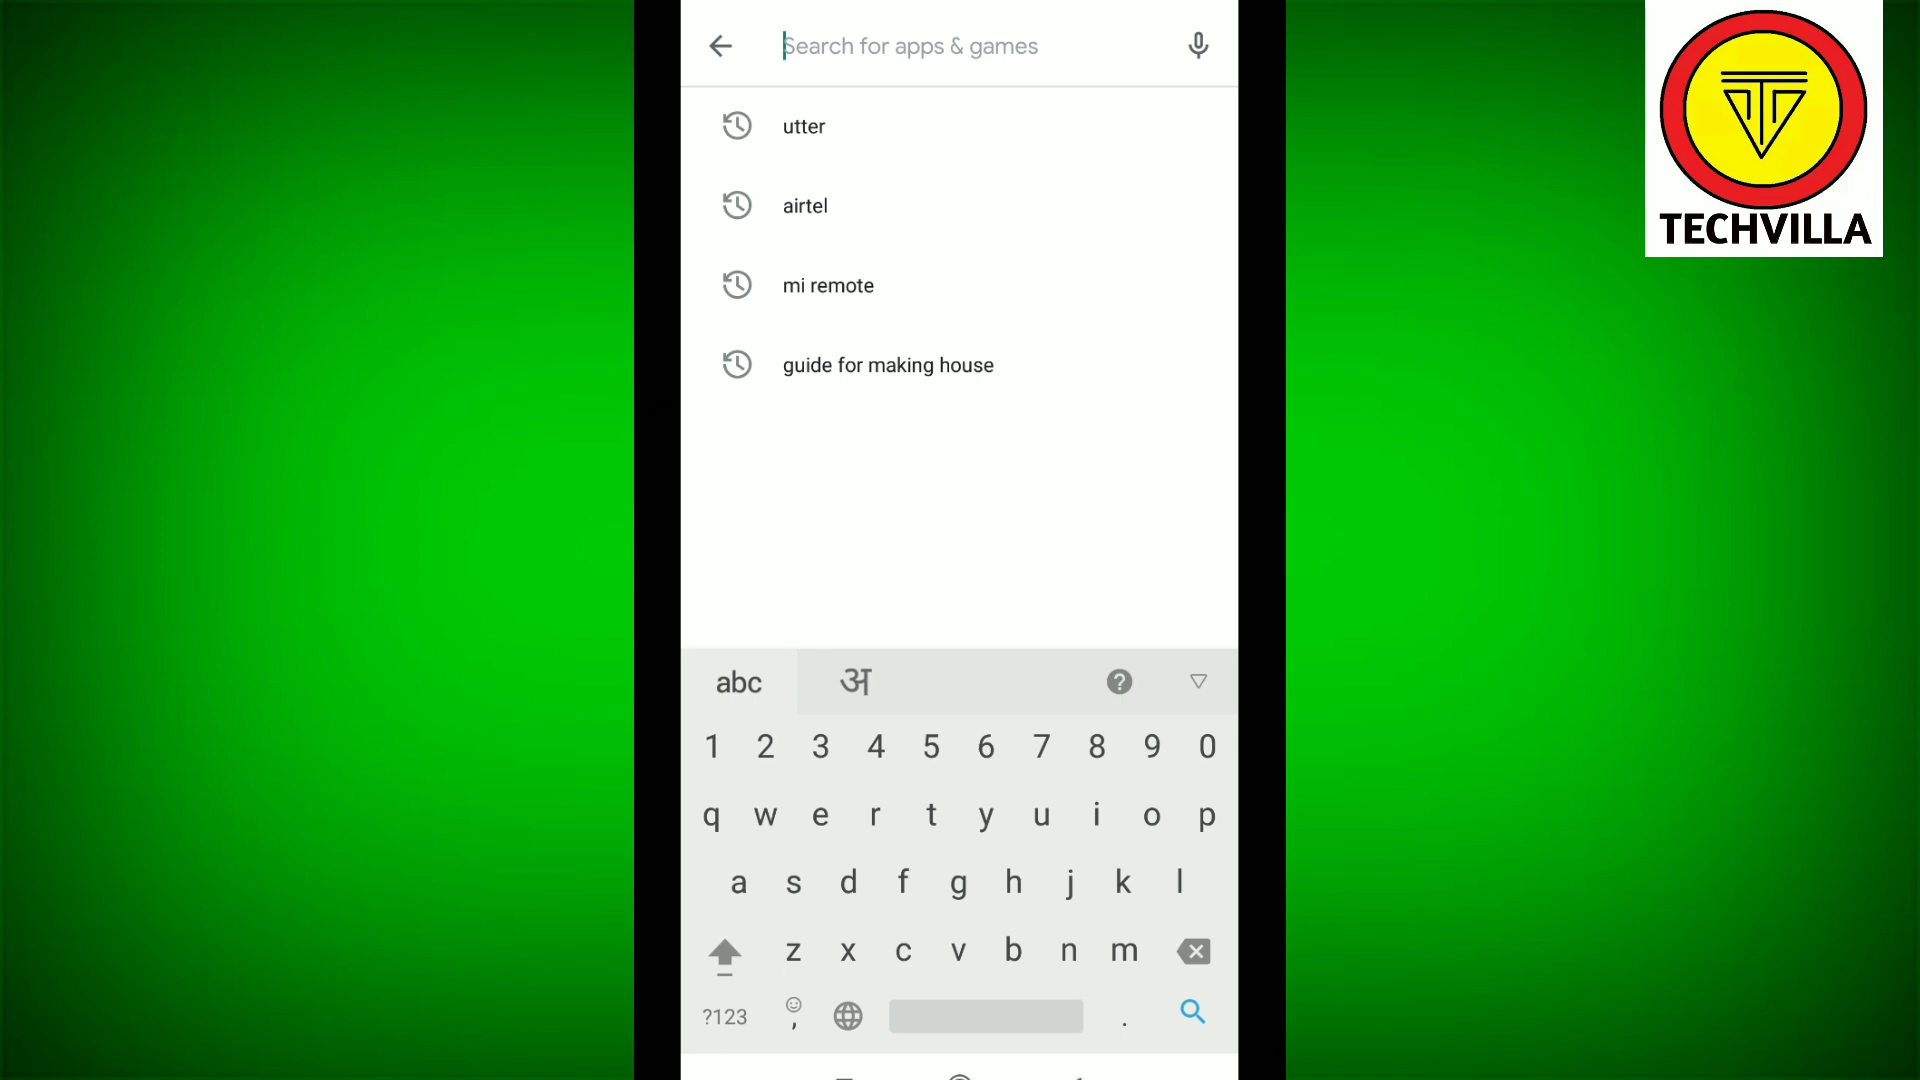 Search for apps & games
TECHVILLA
utter
airtel
mi remote
guide for making house
abc अ ?
1 2 3 4 5 6 7 8 9 0
q w e r t y u i o p
a s d f g h j k l
z x c v b n m
?123 , .